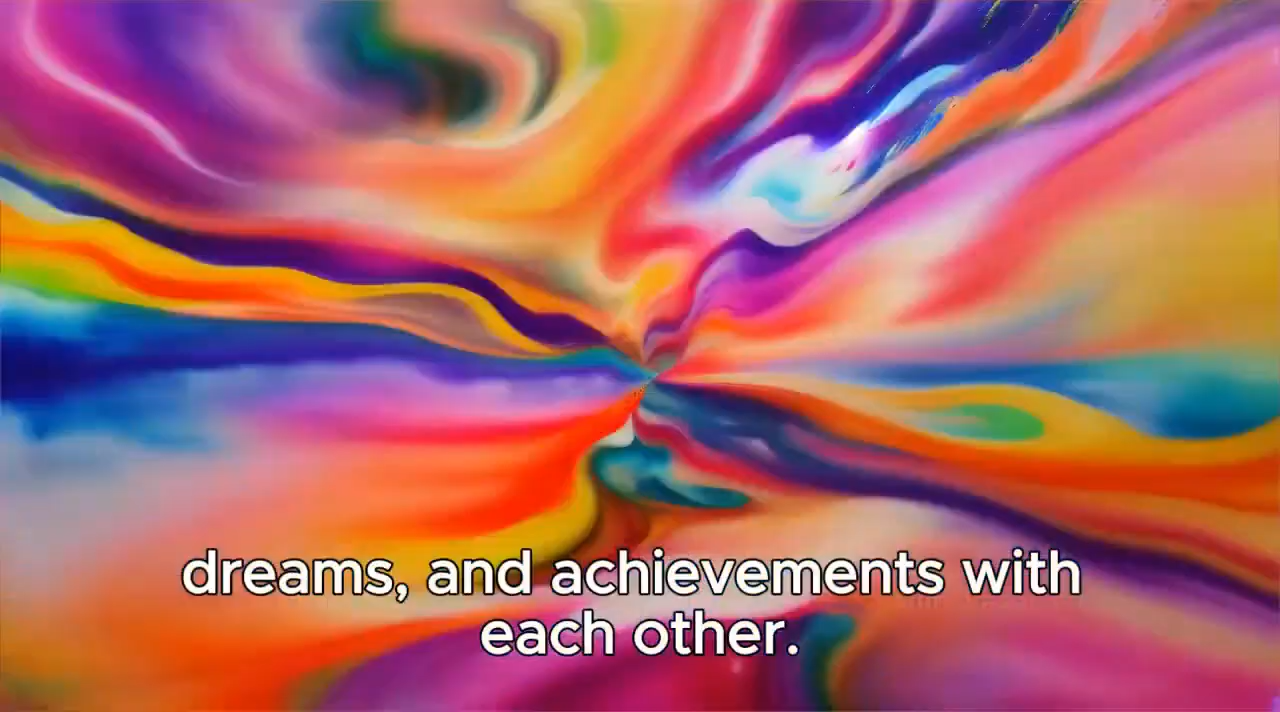 dreams, and achievements with
each other.